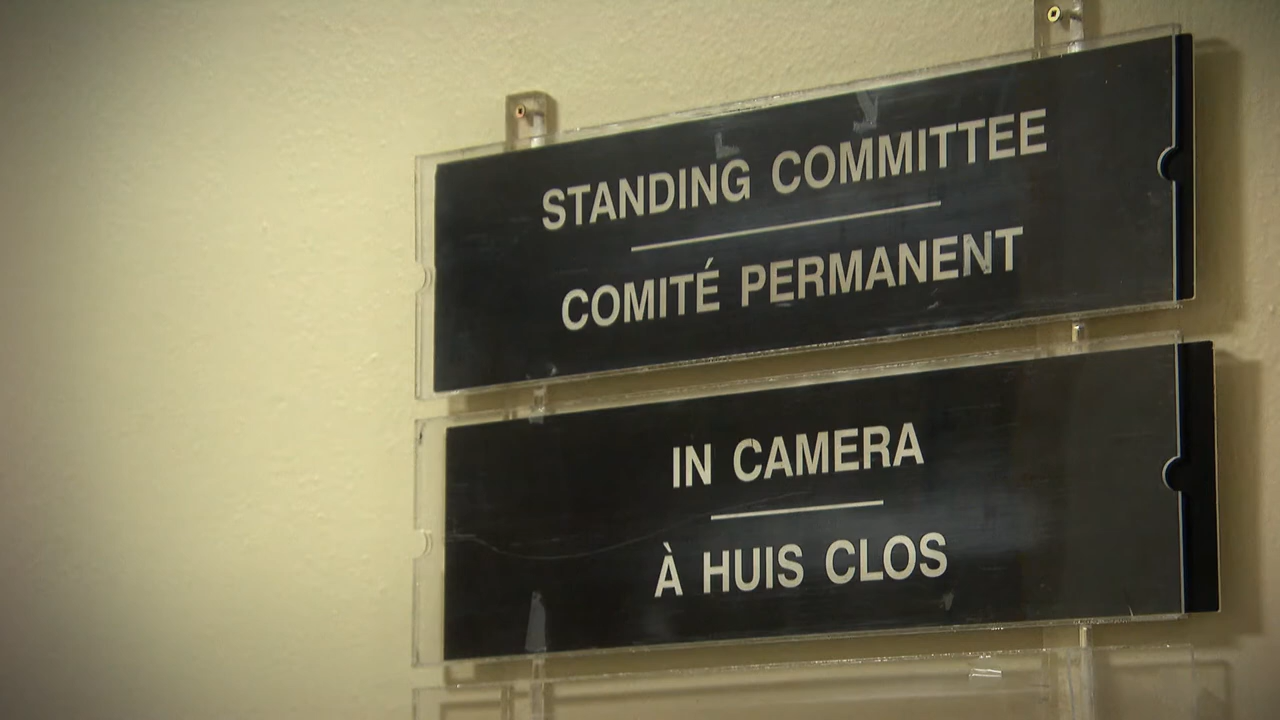 STANDING COMMITTEE
COMITÉ PERMANENT
IN CAMERA
À HUIS CLOS